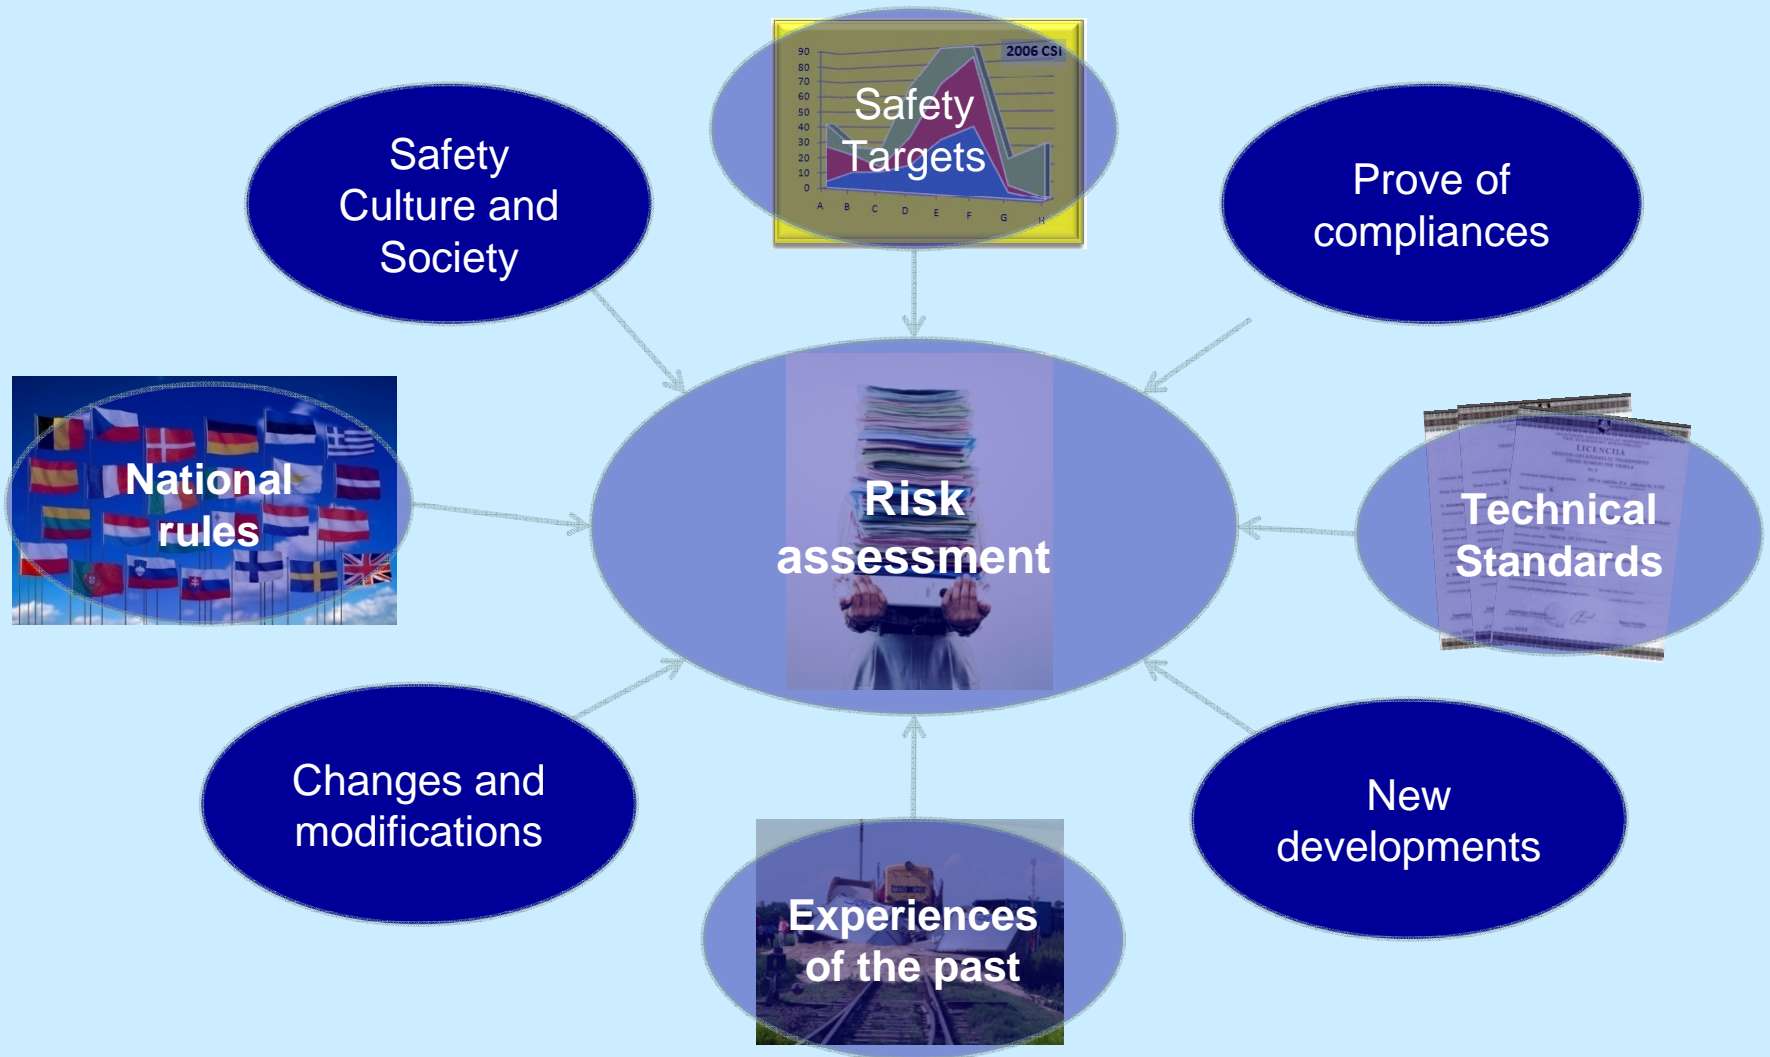 2006 CSI
90
80
70
60
50
40
30
20
10
0
A B C D E F G H
Safety
Targets
Safety
Culture and
Society
Prove of
compliances
National
rules
Risk
assessment
LICENCIJA
Technical
Standards
Changes and
modifications
New
developments
Experiences
of the past